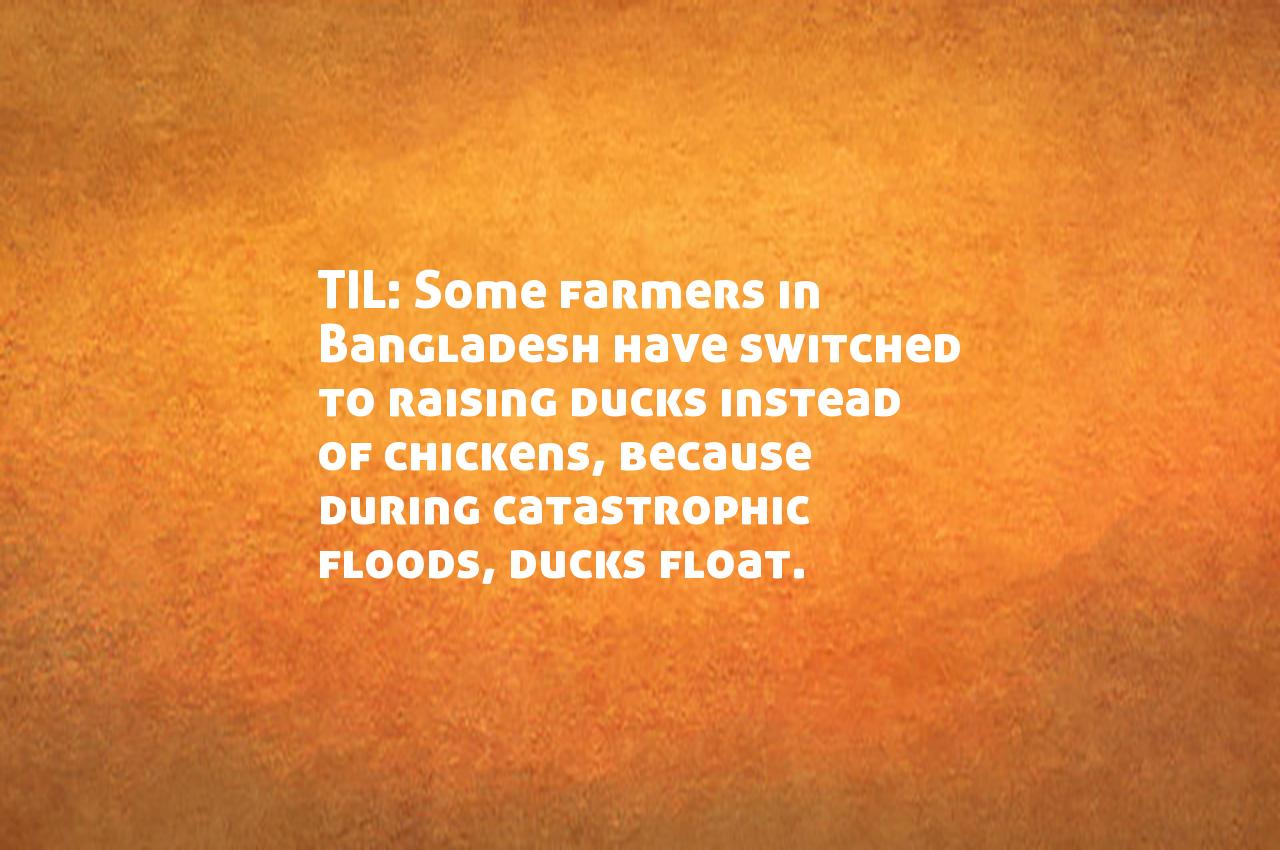 TIL: Some farmers in
Bangladesh have switched
to raising ducks instead
of chickens, because
during catastrophic
floods, ducks float.